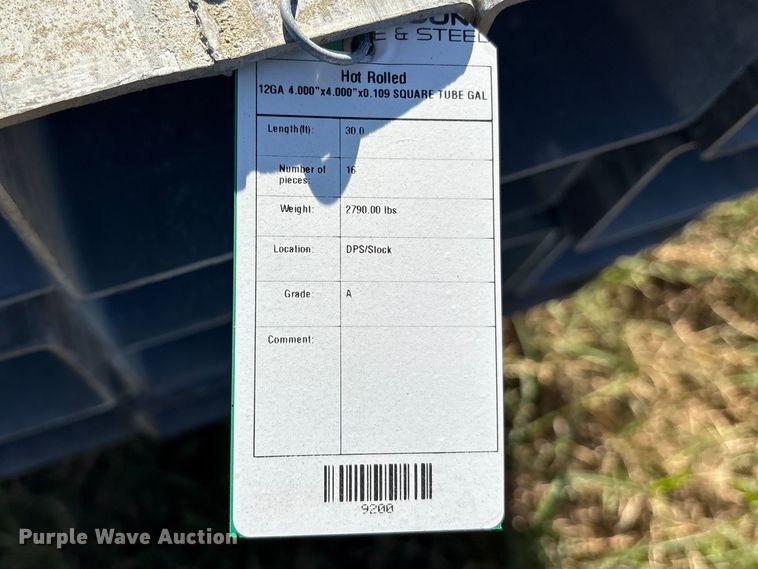 E & STEEL
Hot Rolled
12GA 4.000"x4.000"x0.109 SQUARE TUBE GAL
Length(ft): 30.0
Number of pieces: 16
Weight: 2790.00 lbs
Location: DPS/Stock
Grade: A
Comment:
9200
Purple Wave Auction